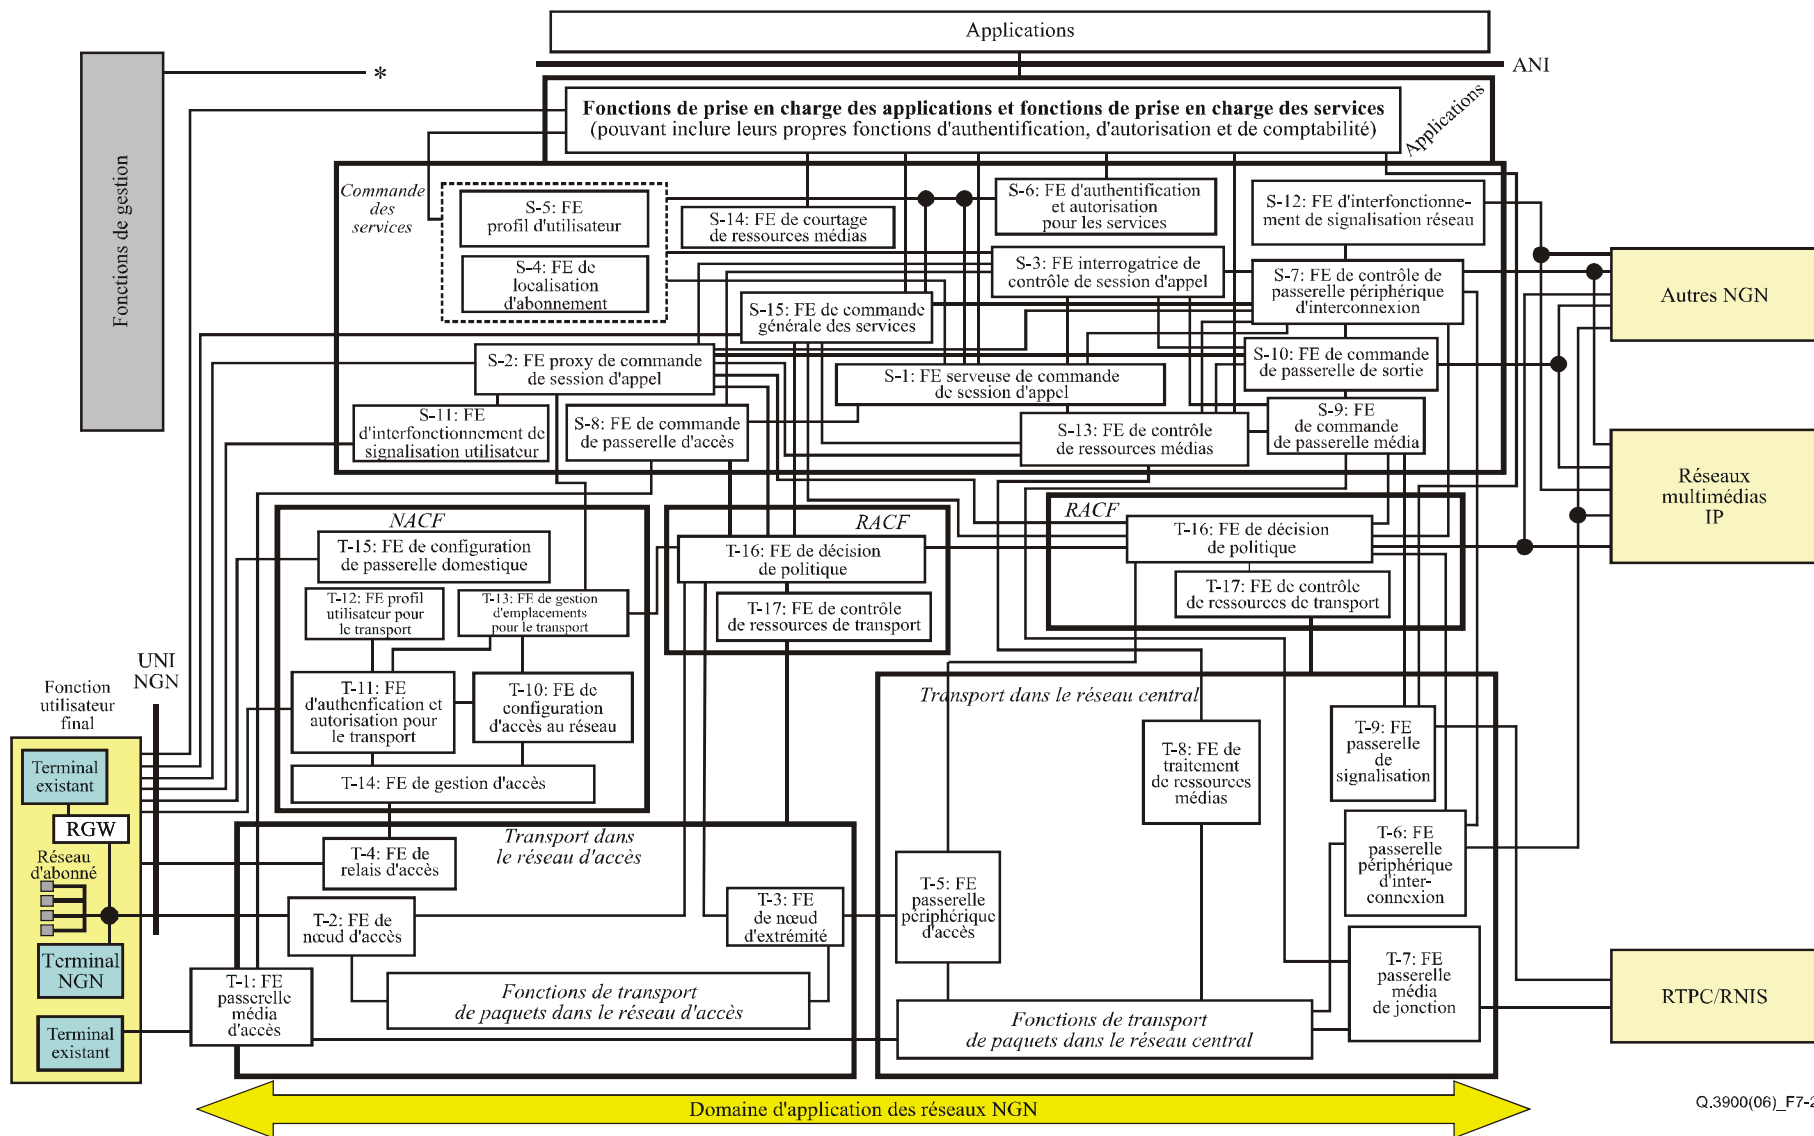 Applications
ANI
*
Fonctions de gestion
Fonctions de prise en charge des applications et fonctions de prise en charge des services
(pouvant inclure leurs propres fonctions d'authentification, d'autorisation et de comptabilité)
Applications
Commande
des
services
S-5: FE
profil d'utilisateur
S-4: FE de
localisation
d'abonnement
S-14: FE de courtage
de ressources médias
S-6: FE d'authentification
et autorisation
pour les services
S-12: FE d'interfonctionne-
ment de signalisation réseau
S-3: FE interrogatrice de
contrôle de session d'appel
S-7: FE de contrôle de
passerelle périphérique
d'interconnexion
S-15: FE de commande
générale des services
S-2: FE proxy de commande
de session d'appel
S-1: FE serveuse de commande
de session d'appel
S-10: FE de commande
de passerelle de sortie
S-11: FE
d'interfonctionnement de
signalisation utilisateur
S-8: FE de commande
de passerelle d'accès
S-13: FE de contrôle
de ressources médias
S-9: FE
de commande
de passerelle média
Autres NGN
Réseaux
multimédias
IP
NACF
T-15: FE de configuration
de passerelle domestique
T-12: FE profil
utilisateur pour
le transport
T-13: FE de gestion
d'emplacements
pour le transport
T-11: FE
d'authenfication et
autorisation pour
le transport
T-10: FE de
configuration
d'accès au réseau
T-14: FE de gestion d'accès
RACF
T-16: FE de décision
de politique
T-17: FE de contrôle
de ressources de transport
RACF
T-16: FE de décision
de politique
T-17: FE de contrôle
de ressources de transport
UNI
NGN
Fonction
utilisateur
final
Terminal
existant
RGW
Réseau
d'abonné
Terminal
NGN
Terminal
existant
Transport dans
le réseau d'accès
T-4: FE de
relais d'accès
T-2: FE de
nœud d'accès
T-3: FE
de nœud
d'extrémité
T-1: FE
passerelle
média
d'accès
Fonctions de transport
de paquets dans le réseau d'accès
Transport dans le réseau central
T-5: FE
passerelle
périphérique
d'accès
T-8: FE de
traitement
de ressources
médias
T-9: FE
passerelle
de
signalisation
T-6: FE
passerelle
périphérique
d'inter-
connexion
T-7: FE
passerelle
média
de jonction
Fonctions de transport
de paquets dans le réseau central
RTPC/RNIS
Domaine d'application des réseaux NGN